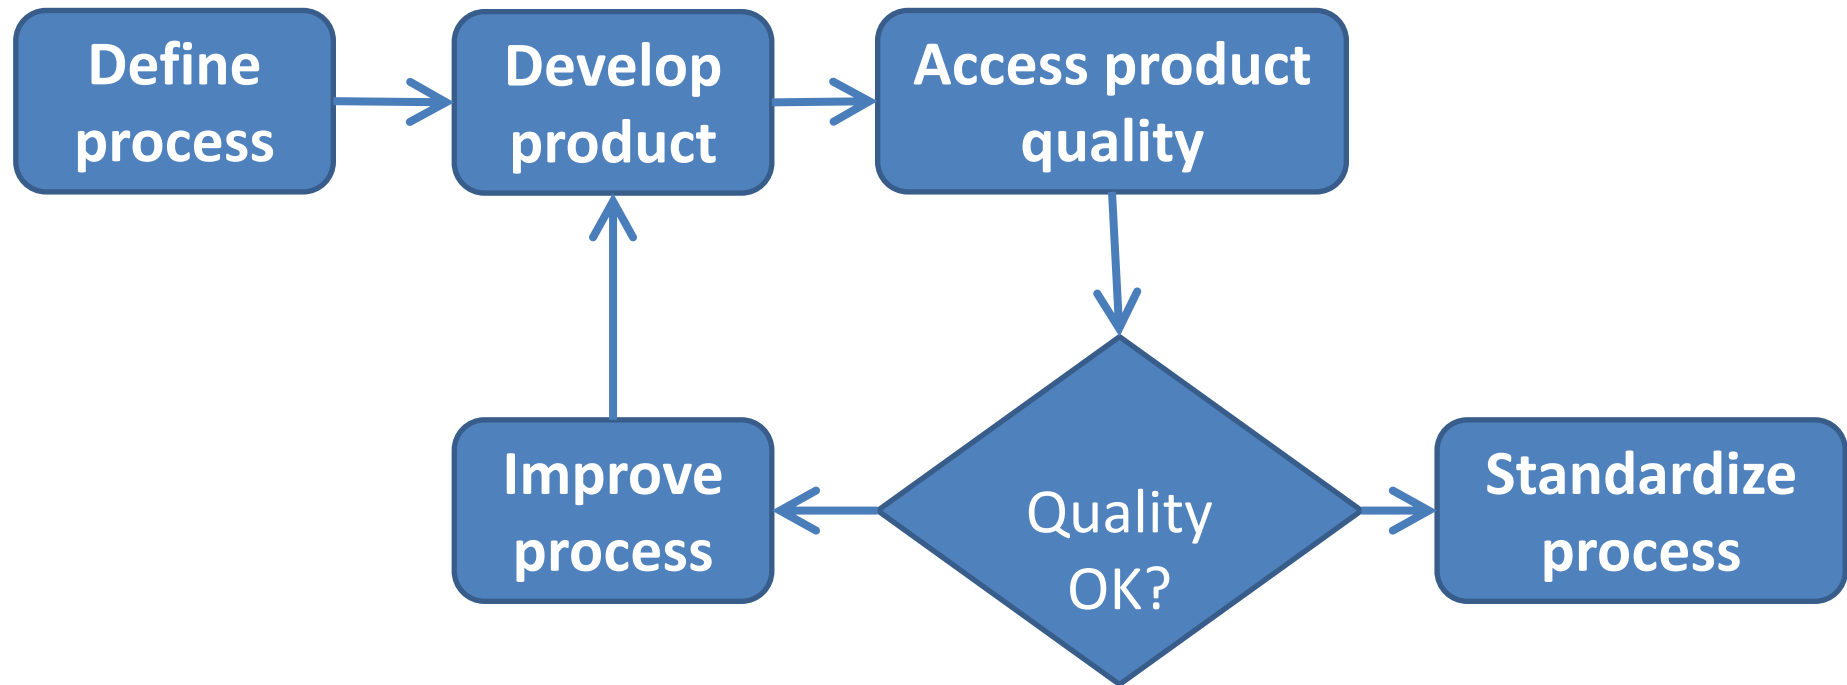 Define
process
Develop
product
Access product
quality
Improve
process
Quality
OK?
Standardize
process